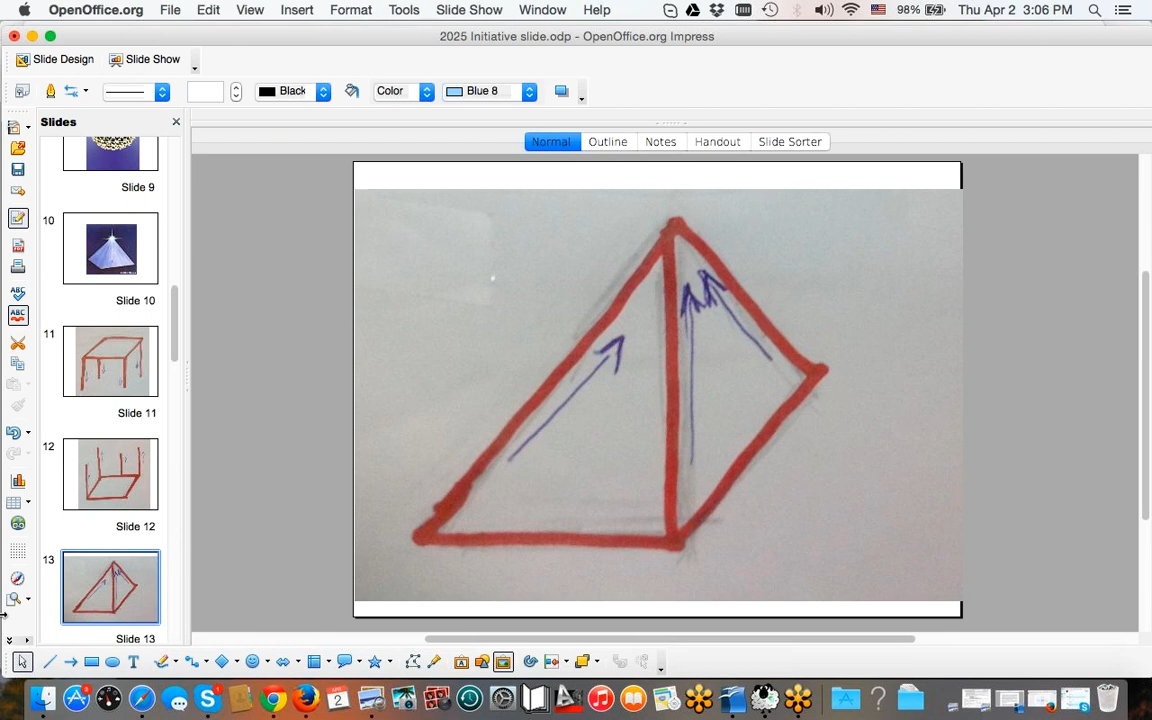 OpenOffice.org File Edit View Insert Format Tools Slide Show Window Help 98% Thu Apr 2 3:06 PM
2025 Initiative slide.odp - OpenOffice.org Impress
Slide Design Slide Show
Black Color Blue 8
Slides
Normal Outline Notes Handout Slide Sorter
Slide 9
10
Slide 10
11
Slide 11
12
Slide 12
13
Slide 13